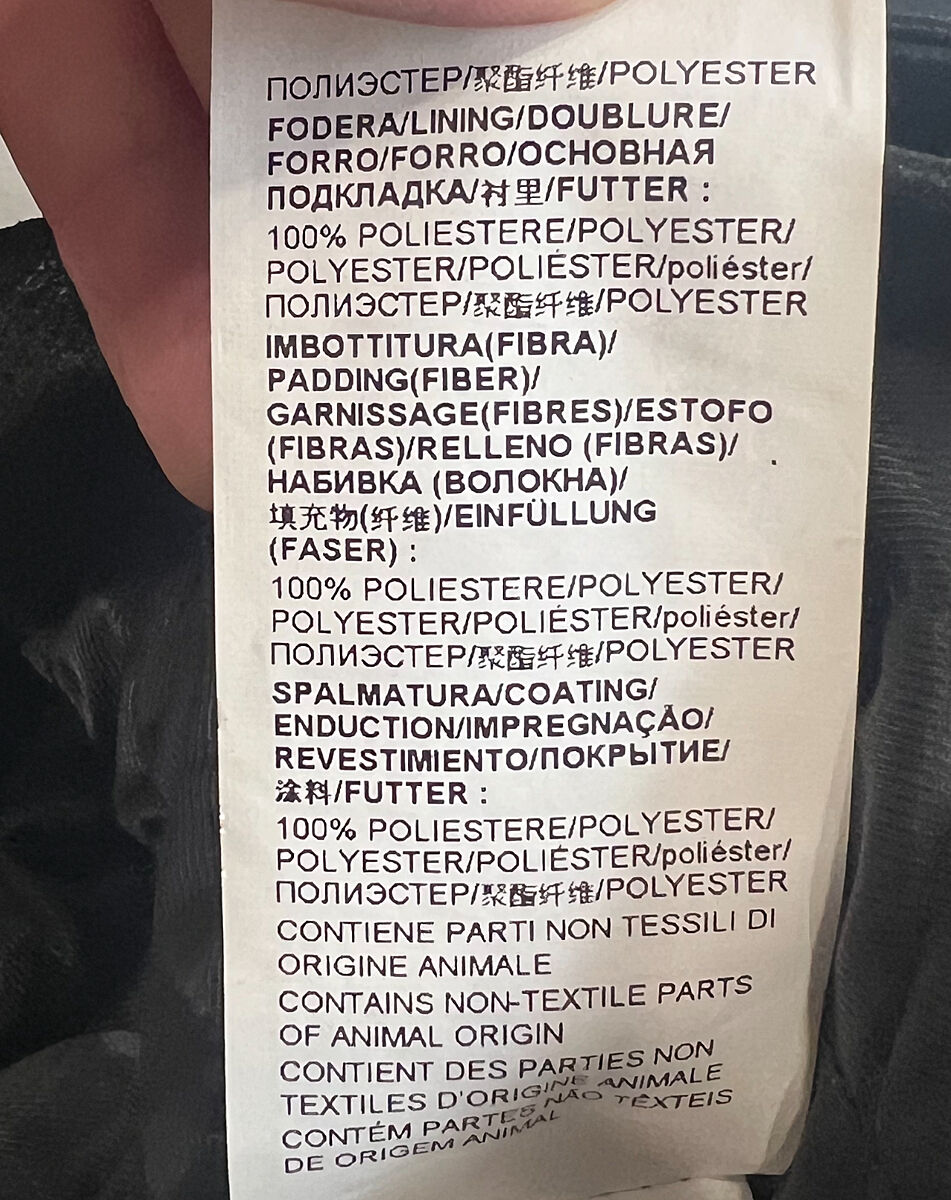 ПОЛИЭСТЕР/聚酯纤维/POLYESTER
FODERA/LINING/DOUBLURE/
FORRO/FORRO/ОСНОВНАЯ
ПОДКЛАДКА/衬里/FUTTER :
100% POLIESTERE/POLYESTER/
POLYESTER/POLIÉSTER/poliéster/
ПОЛИЭСТЕР/聚酯纤维/POLYESTER
IMBOTTITURA(FIBRA)/
PADDING(FIBER)/
GARNISSAGE(FIBRES)/ESTOFO
(FIBRAS)/RELLENO (FIBRAS)/
НАБИВКА (ВОЛОКНА)/
填充物(纤维)/EINFÜLLUNG
(FASER) :
100% POLIESTERE/POLYESTER/
POLYESTER/POLIÉSTER/poliéster/
ПОЛИЭСТЕР/聚酯纤维/POLYESTER
SPALMATURA/COATING/
ENDUCTION/IMPREGNAÇÃO/
REVESTIMIENTO/ПОКРЫТИЕ/
涂料/FUTTER :
100% POLIESTERE/POLYESTER/
POLYESTER/POLIÉSTER/poliéster/
ПОЛИЭСТЕР/聚酯纤维/POLYESTER
CONTIENE PARTI NON TESSILI DI
ORIGINE ANIMALE
CONTAINS NON-TEXTILE PARTS
OF ANIMAL ORIGIN
CONTIENT DES PARTIES NON
TEXTILES D'ORIGINE ANIMALE
CONTÉM PARTES NÃO TÊXTEIS
DE ORIGEM ANIMAL